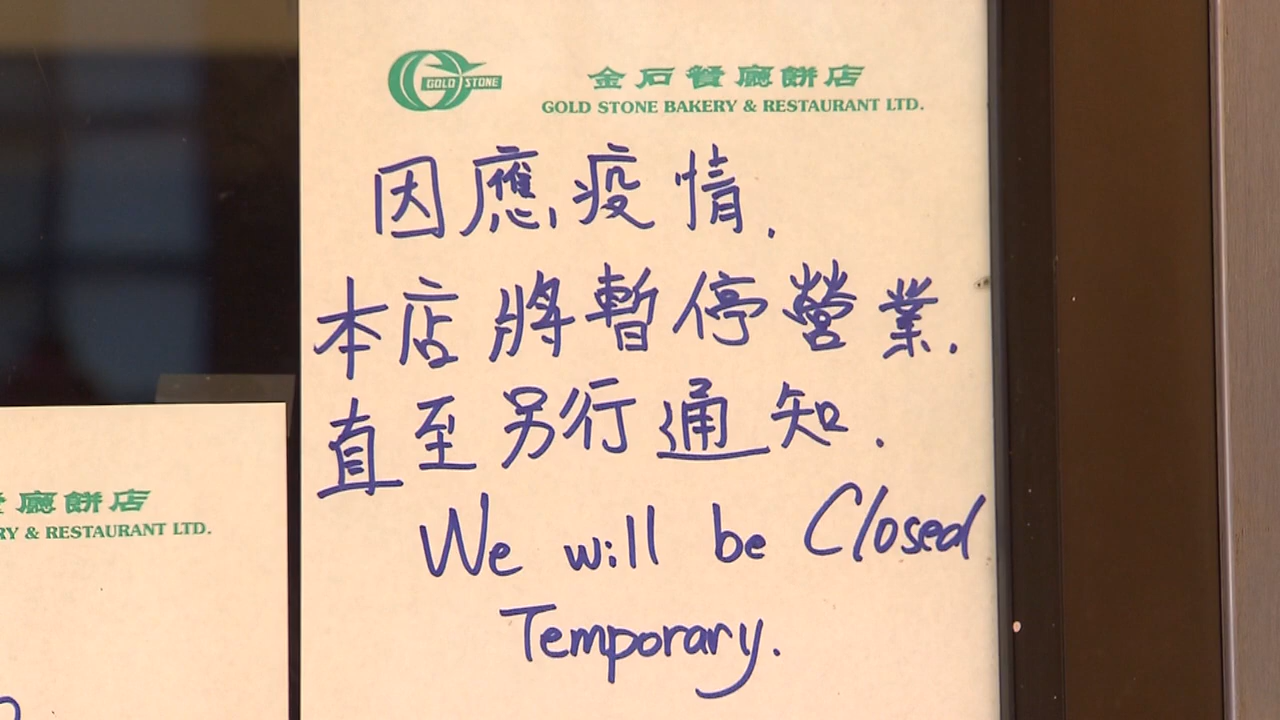 GOLD STONE
金石餐廳餅店
GOLD STONE BAKERY & RESTAURANT LTD.
因應疫情.
本店將暫停營業.
直至另行通知.
We will be Closed
Temporary.
廳餅店
RY & RESTAURANT LTD.